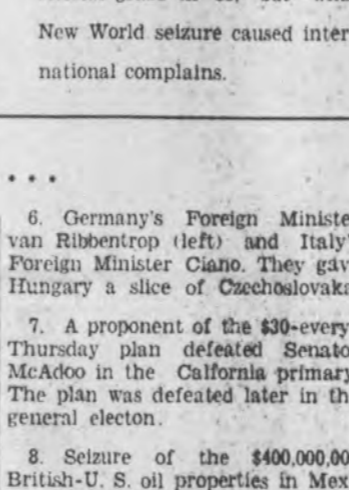 New World seizure caused inter
national complains.
• • •
6. Germany's Foreign Ministe
van Ribbentrop (left) and Italy'
Foreign Minister Ciano. They gav
Hungary a slice of Czechoslovaka
7. A proponent of the $30-every
Thursday plan defeated Senato
McAdoo in the Calfornia primary
The plan was defeated later in th
general electon.
8. Seizure of the $400,000,00
British-U. S. oil properties in Mex